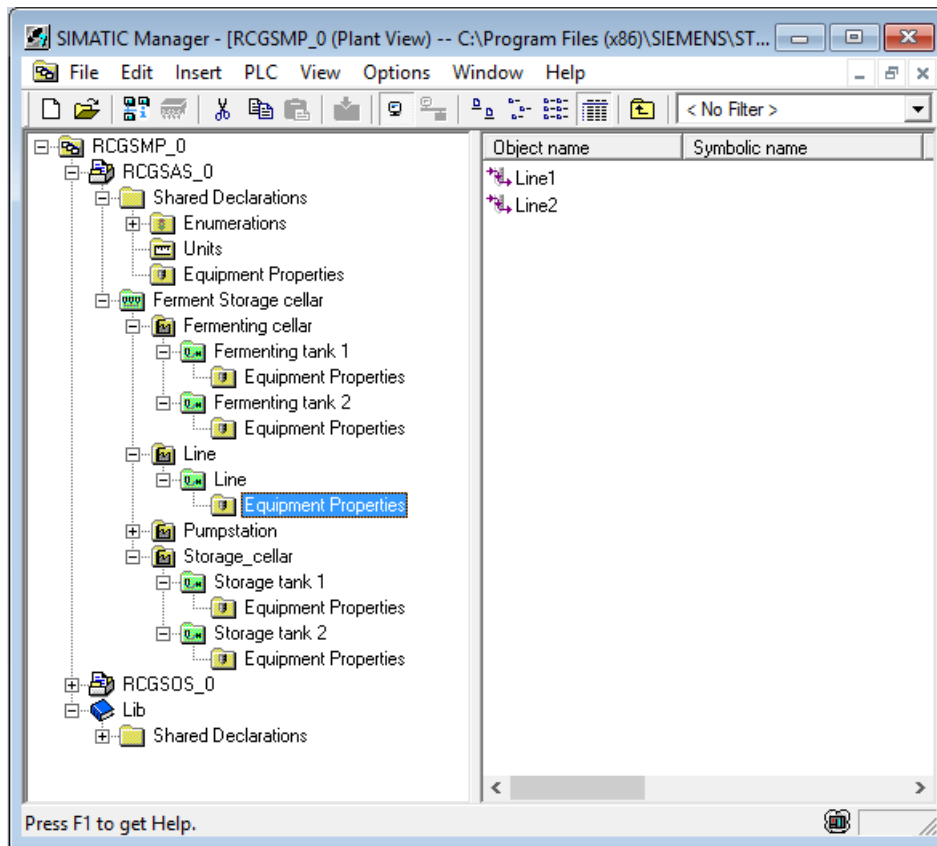 SIMATIC Manager - [RCGSMP_0 (Plant View) -- C:\Program Files (x86)\SIEMENS\ST...
File Edit Insert PLC View Options Window Help
< No Filter >
RCGSMP_0
RCGSAS_0
Shared Declarations
Enumerations
Units
Equipment Properties
Ferment Storage cellar
Fermenting cellar
Fermenting tank 1
Equipment Properties
Fermenting tank 2
Equipment Properties
Line
Line
Equipment Properties
Pumpstation
Storage_cellar
Storage tank 1
Equipment Properties
Storage tank 2
Equipment Properties
RCGSOS_0
Lib
Shared Declarations
Object name Symbolic name
Line1
Line2
Press F1 to get Help.